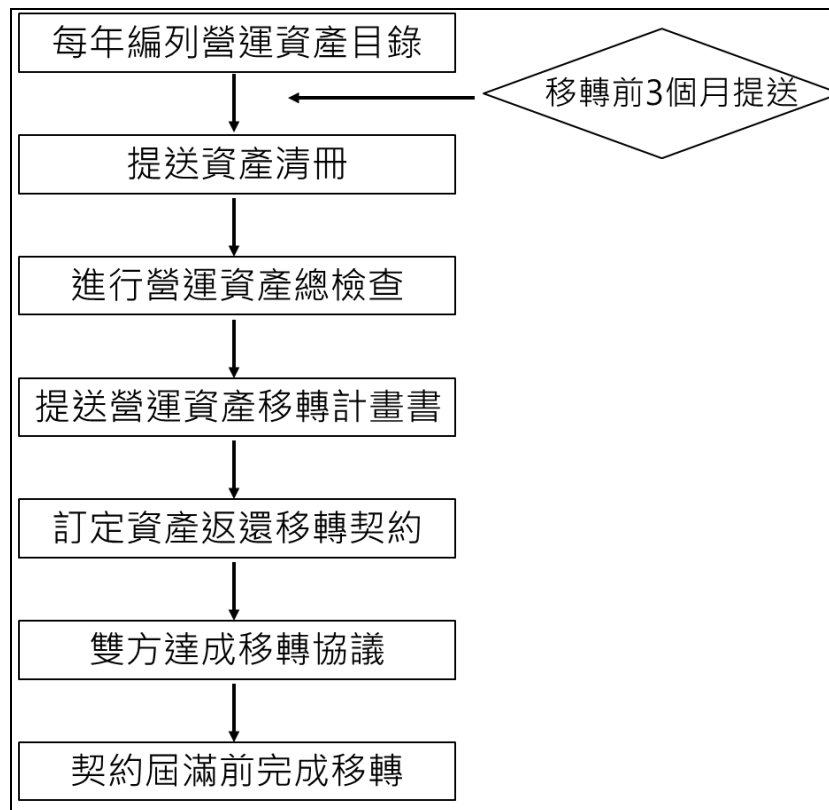 每年編列營運資產目錄
移轉前3個月提送
提送資產清冊
進行營運資產總檢查
提送營運資產移轉計畫書
訂定資產返還移轉契約
雙方達成移轉協議
契約屆滿前完成移轉